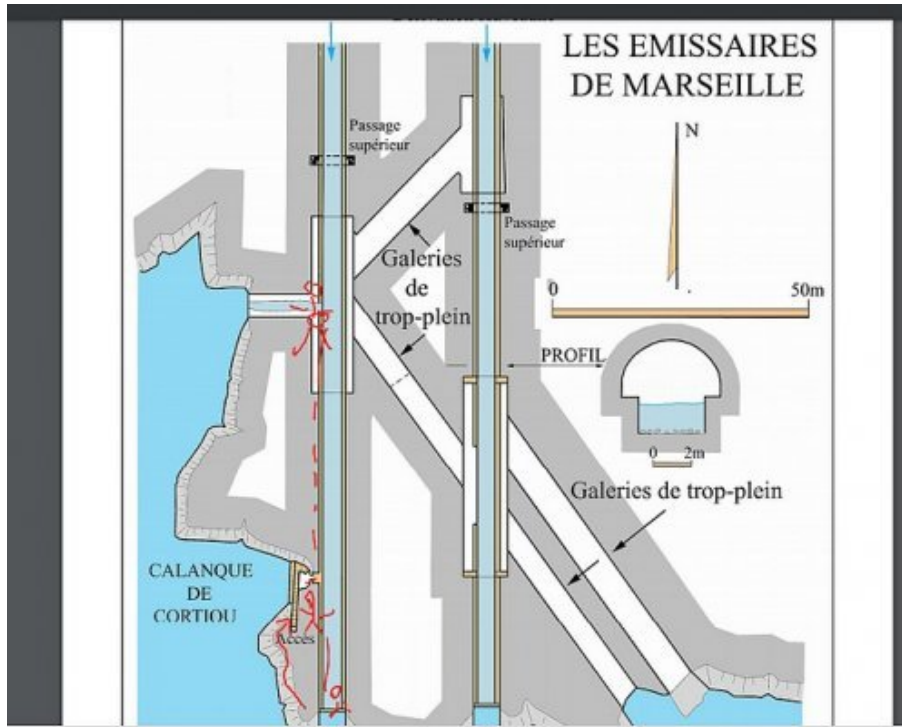 LES EMISSAIRES
DE MARSEILLE
N
Passage
supérieur
Passage
supérieur
Galeries
de
trop-plein
0
50m
PROFIL
0
2m
Galeries de trop-plein
CALANQUE
DE
CORTIOU
Accès